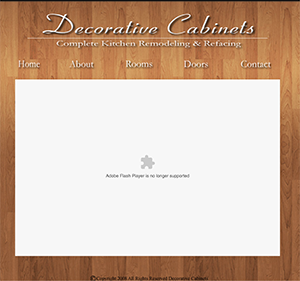 Decorative Cabinets
Complete Kitchen Remodeling & Refacing
Home About Rooms Doors Contact
Adobe Flash Player is no longer supported
©Copyright 2008 All Rights Reserved Decorative Cabinets